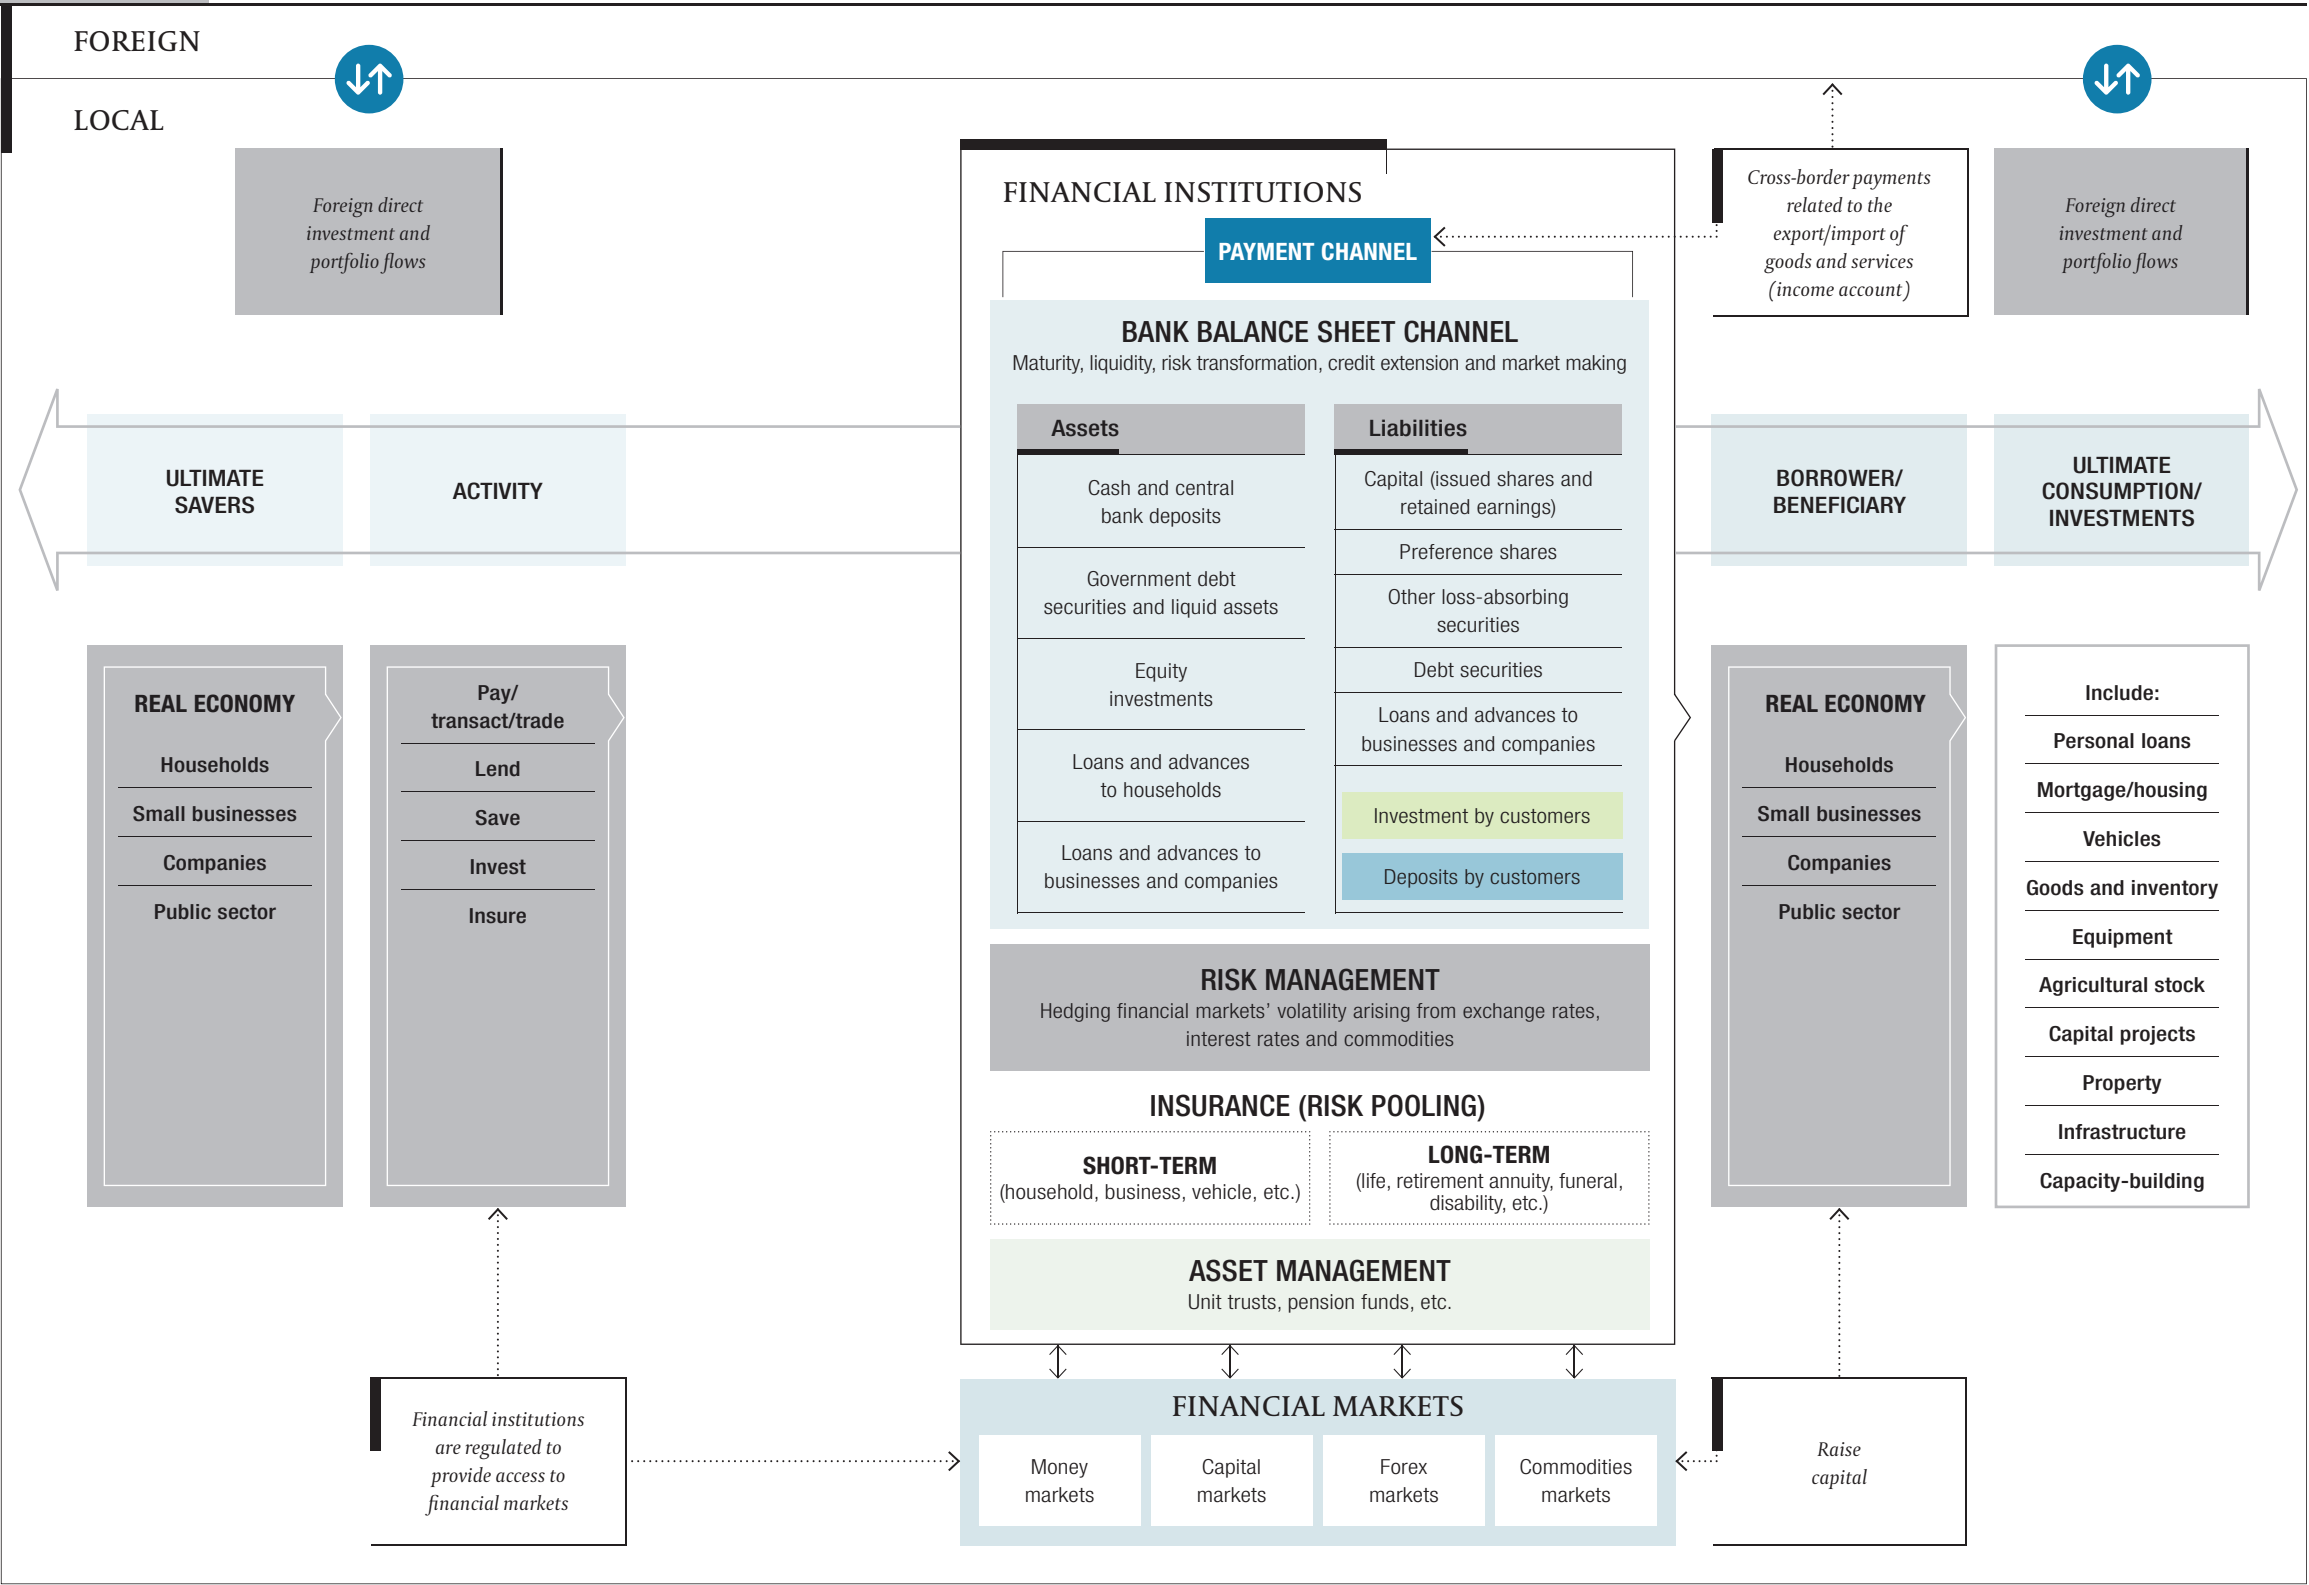 FOREIGN
LOCAL
Foreign direct
investment and
portfolio flows
ULTIMATE
SAVERS
ACTIVITY
REAL ECONOMY
Households
Small businesses
Companies
Public sector
Pay/
transact/trade
Lend
Save
Invest
Insure
Financial institutions
are regulated to
provide access to
financial markets
FINANCIAL INSTITUTIONS
PAYMENT CHANNEL
BANK BALANCE SHEET CHANNEL
Maturity, liquidity, risk transformation, credit extension and market making
Assets
Cash and central
bank deposits
Government debt
securities and liquid assets
Equity
investments
Loans and advances
to households
Loans and advances to
businesses and companies
Liabilities
Capital (issued shares and
retained earnings)
Preference shares
Other loss-absorbing
securities
Debt securities
Loans and advances to
businesses and companies
Investment by customers
Deposits by customers
RISK MANAGEMENT
Hedging financial markets’ volatility arising from exchange rates,
interest rates and commodities
INSURANCE (RISK POOLING)
SHORT-TERM
(household, business, vehicle, etc.)
LONG-TERM
(life, retirement annuity, funeral,
disability, etc.)
ASSET MANAGEMENT
Unit trusts, pension funds, etc.
FINANCIAL MARKETS
Money
markets
Capital
markets
Forex
markets
Commodities
markets
Cross-border payments
related to the
export/import of
goods and services
(income account)
Foreign direct
investment and
portfolio flows
BORROWER/
BENEFICIARY
ULTIMATE
CONSUMPTION/
INVESTMENTS
REAL ECONOMY
Households
Small businesses
Companies
Public sector
Include:
Personal loans
Mortgage/housing
Vehicles
Goods and inventory
Equipment
Agricultural stock
Capital projects
Property
Infrastructure
Capacity-building
Raise
capital